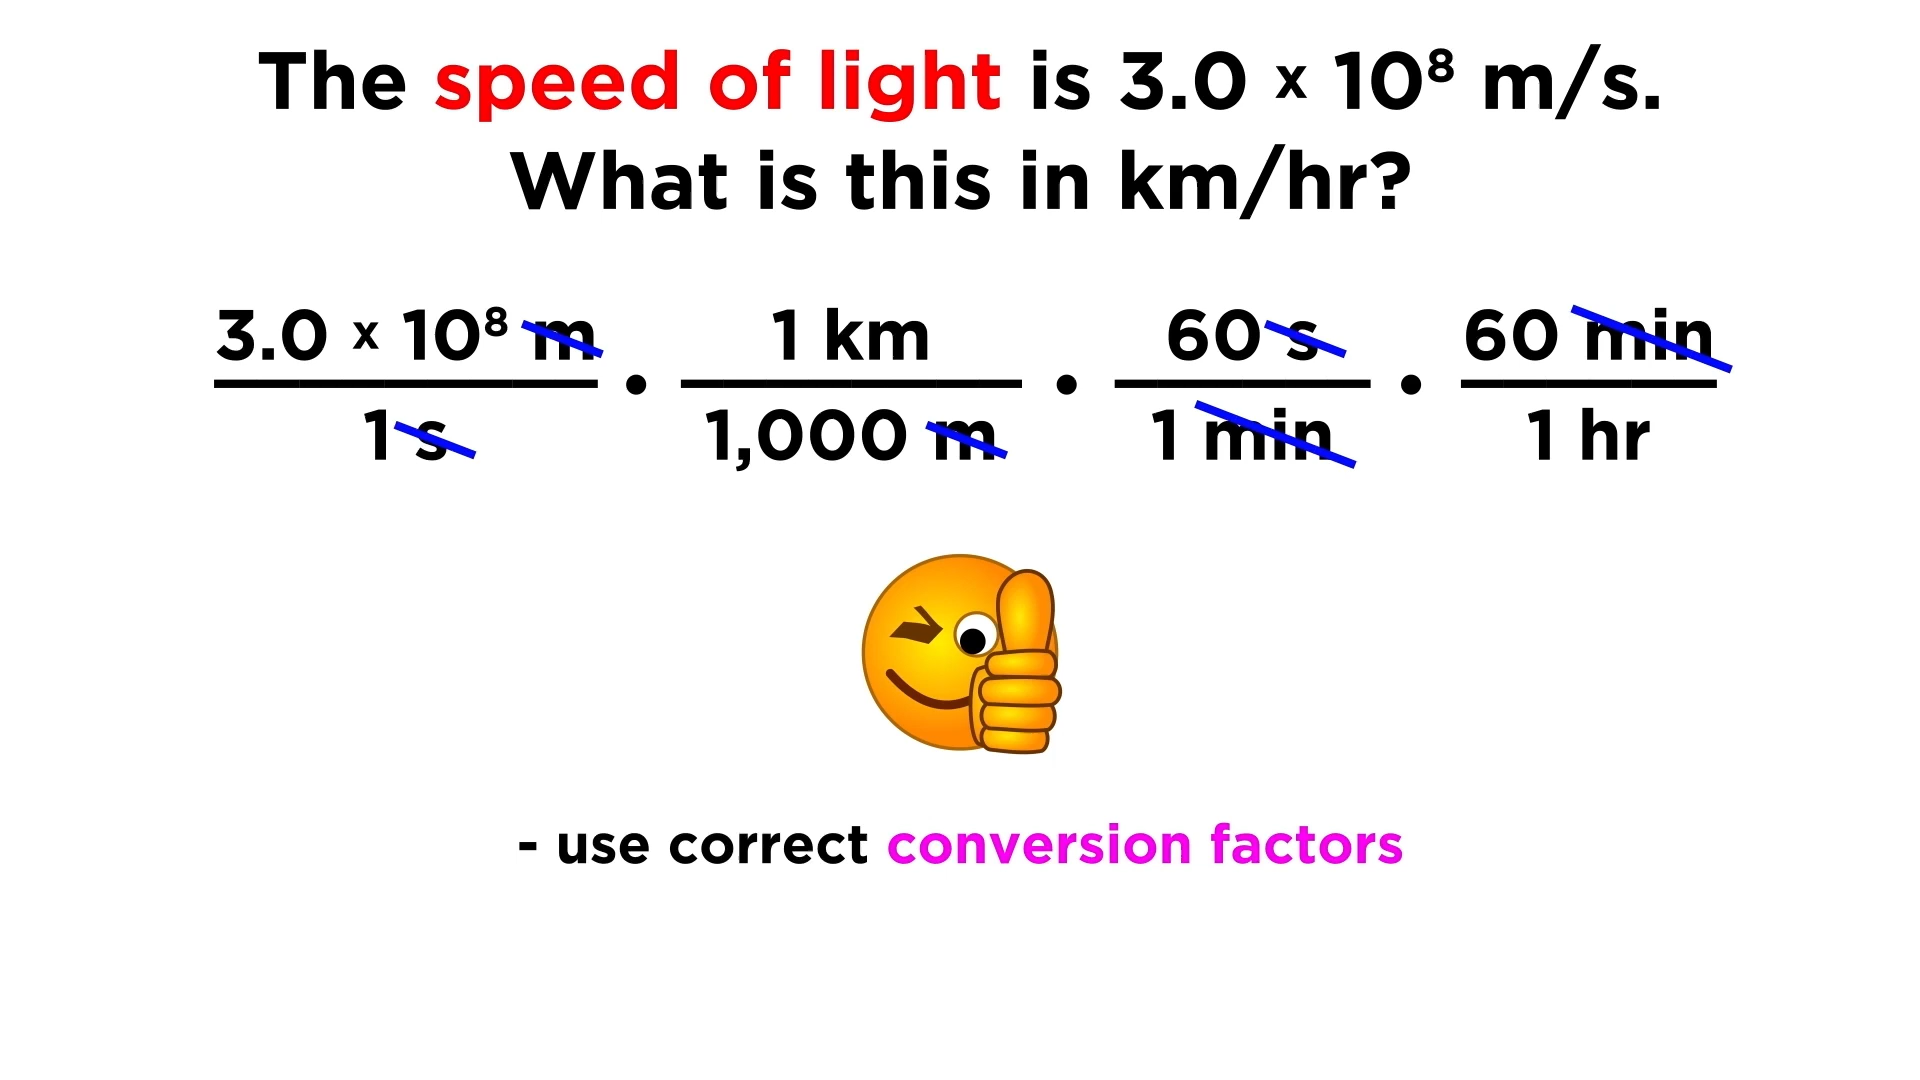 The speed of light is 3.0 x 10⁸ m/s.
What is this in km/hr?
3.0 x 10⁸ m • 1 km • 60 s • 60 min
1 s 1,000 m 1 min 1 hr
- use correct conversion factors